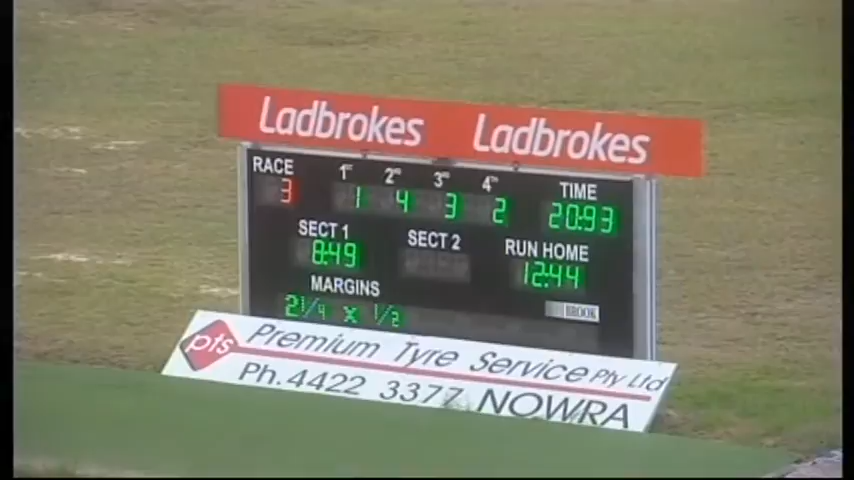 Ladbrokes Ladbrokes
RACE 1ST 2ND 3RD 4TH TIME
3 1 4 3 2 20:93
SECT 1 SECT 2 RUN HOME
8:49 12:44
MARGINS
2 1/4 x 1/2 BROOK
pts Premium Tyre Service Pty Ltd
Ph. 4422 3377 NOWRA